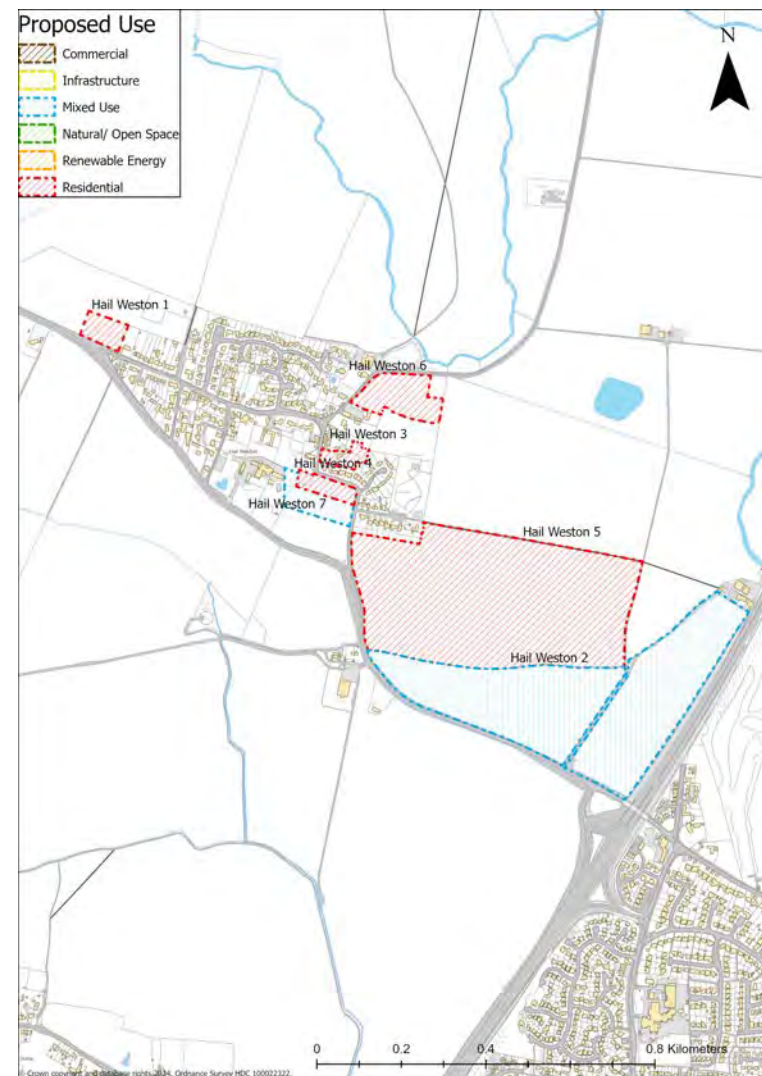 Proposed Use
Commercial
Infrastructure
Mixed Use
Natural/ Open Space
Renewable Energy
Residential
N
Hail Weston 1
Hail Weston 6
Hail Weston 3
Hail Weston 4
Hail Weston 7
Hail Weston 5
Hail Weston 2
0 0.2 0.4 0.8 Kilometers
© Crown copyright and database rights 2024. Ordnance Survey HDC 100022322.